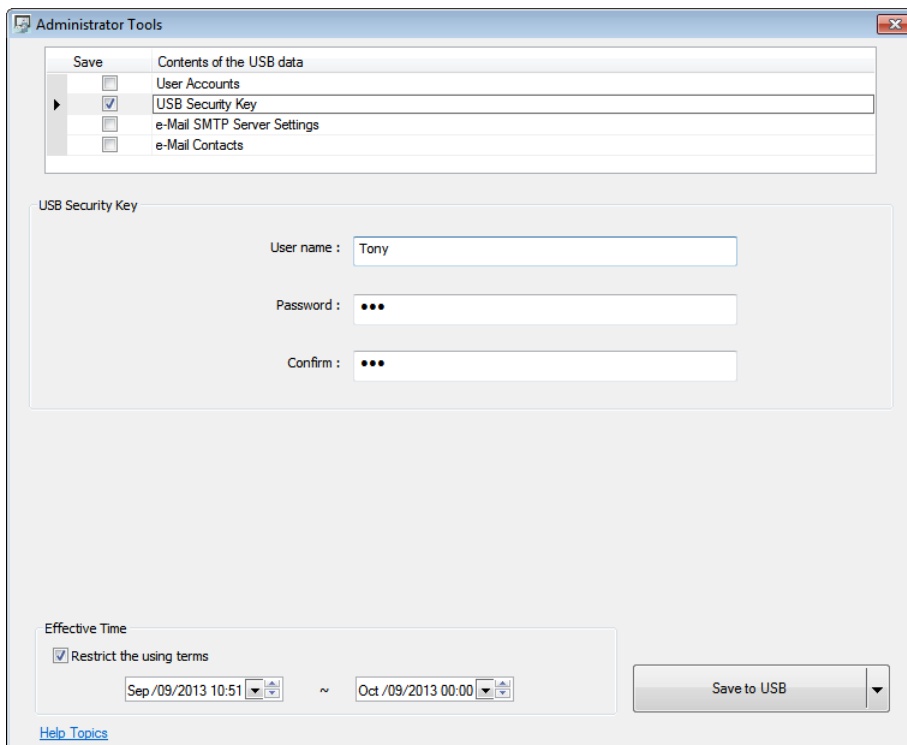 Administrator Tools
Save Contents of the USB data
User Accounts
USB Security Key
e-Mail SMTP Server Settings
e-Mail Contacts
USB Security Key
User name : Tony
Password : ●●●
Confirm : ●●●
Effective Time
Restrict the using terms
Sep /09/2013 10:51 ~ Oct /09/2013 00:00
Save to USB
Help Topics